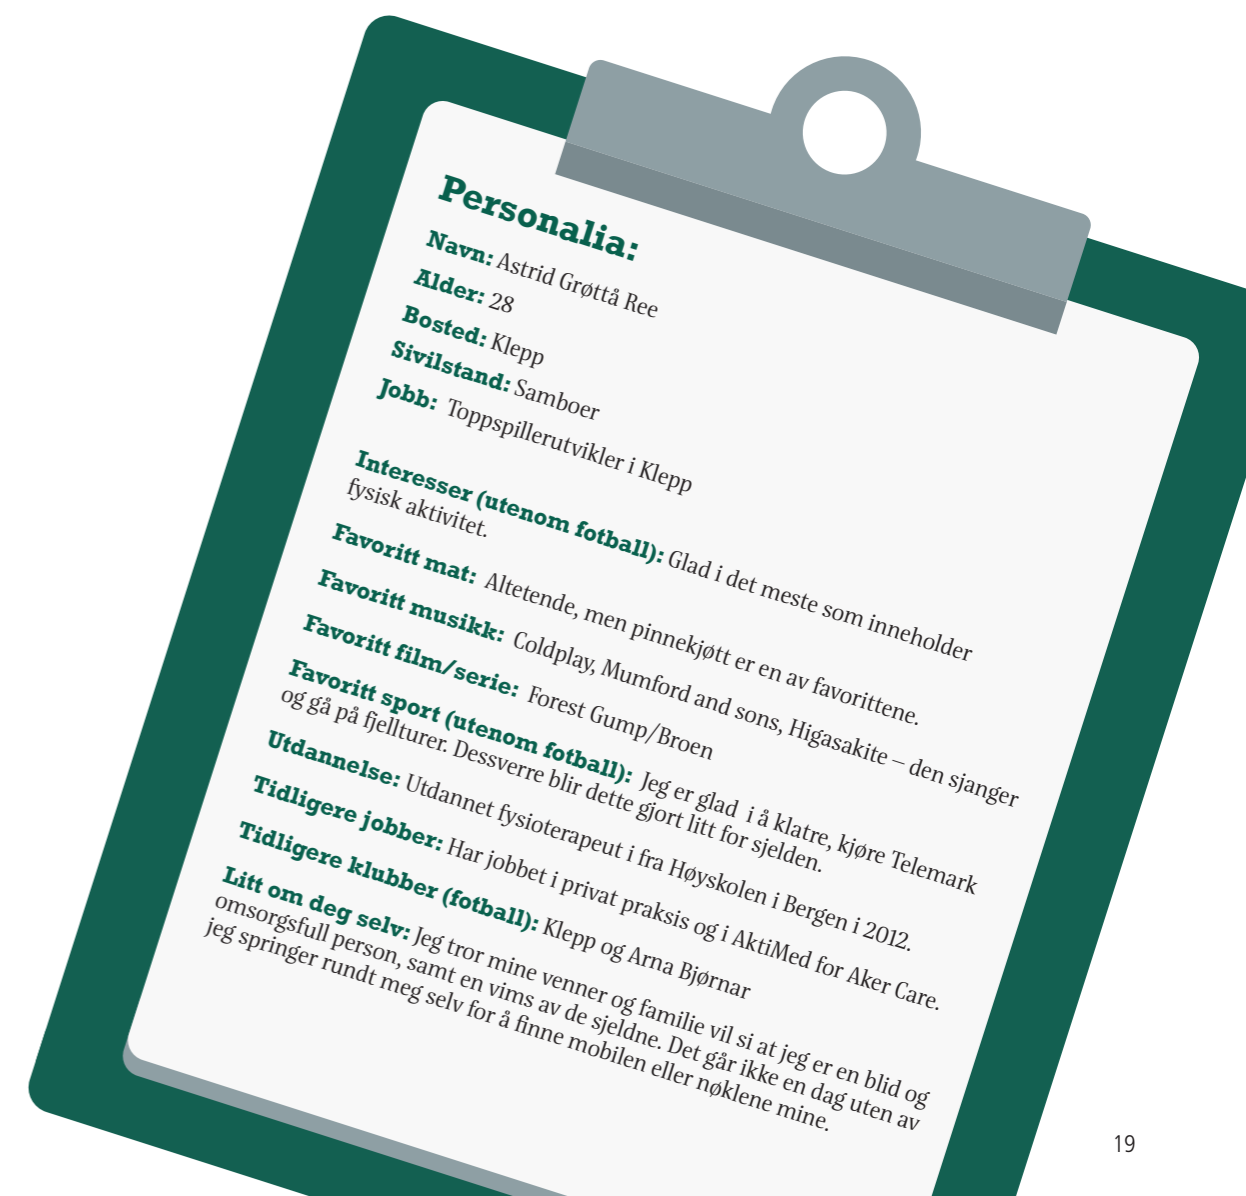 Personalia:
Navn: Astrid Grøttå Ree
Alder: 28
Bosted: Klepp
Sivilstand: Samboer
Jobb: Toppspillerutvikler i Klepp
Interesser (utenom fotball): Glad i det meste som inneholder
fysisk aktivitet.
Favoritt mat: Altetende, men pinnekjøtt er en av favorittene.
Favoritt musikk: Coldplay, Mumford and sons, Higasakite – den sjanger
Favoritt film/serie: Forest Gump/Broen
Favoritt sport (utenom fotball): Jeg er glad i å klatre, kjøre Telemark
og gå på fjellturer. Dessverre blir dette gjort litt for sjelden.
Utdannelse: Utdannet fysioterapeut i fra Høyskolen i Bergen i 2012.
Tidligere jobber: Har jobbet i privat praksis og i AktiMed for Aker Care.
Tidligere klubber (fotball): Klepp og Arna Bjørnar
Litt om deg selv: Jeg tror mine venner og familie vil si at jeg er en blid og
omsorgsfull person, samt en vims av de sjeldne. Det går ikke en dag uten av
jeg springer rundt meg selv for å finne mobilen eller nøklene mine.
19